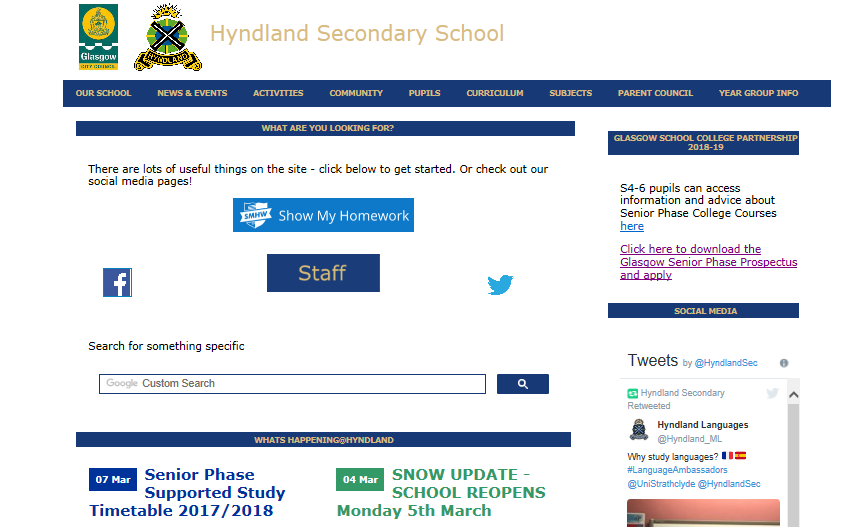 Glasgow
CITY COUNCIL
HYNDLAND
Hyndland Secondary School
OUR SCHOOL NEWS & EVENTS ACTIVITIES COMMUNITY PUPILS CURRICULUM SUBJECTS PARENT COUNCIL YEAR GROUP INFO
WHAT ARE YOU LOOKING FOR?
There are lots of useful things on the site - click below to get started. Or check out our
social media pages!
SMHW Show My Homework
Staff
Search for something specific
Google Custom Search
WHATS HAPPENING@HYNDLAND
07 Mar Senior Phase
Supported Study
Timetable 2017/2018
04 Mar SNOW UPDATE -
SCHOOL REOPENS
Monday 5th March
GLASGOW SCHOOL COLLEGE PARTNERSHIP
2018-19
S4-6 pupils can access
information and advice about
Senior Phase College Courses
here
Click here to download the
Glasgow Senior Phase Prospectus
and apply
SOCIAL MEDIA
Tweets by @HyndlandSec
Hyndland Secondary
Retweeted
Hyndland Languages
@Hyndland_ML
Why study languages?
#LanguageAmbassadors
@UniStrathclyde @HyndlandSec